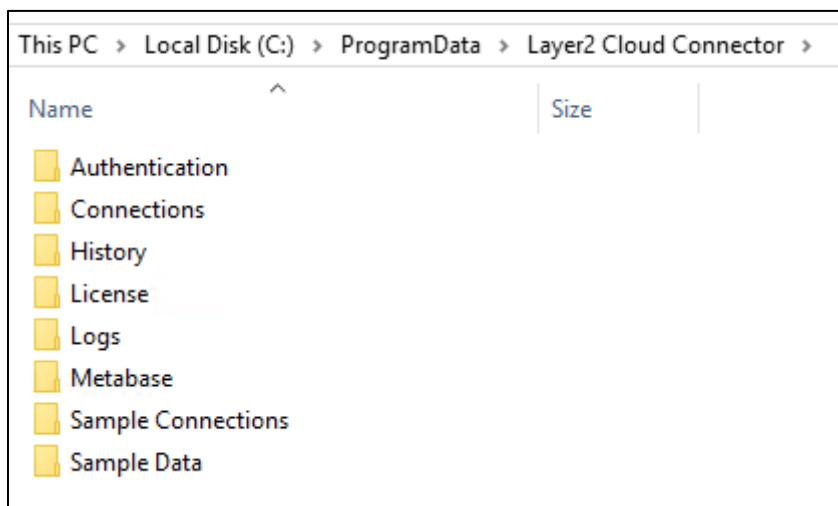 This PC > Local Disk (C:) > ProgramData > Layer2 Cloud Connector >
Name Size
Authentication
Connections
History
License
Logs
Metabase
Sample Connections
Sample Data